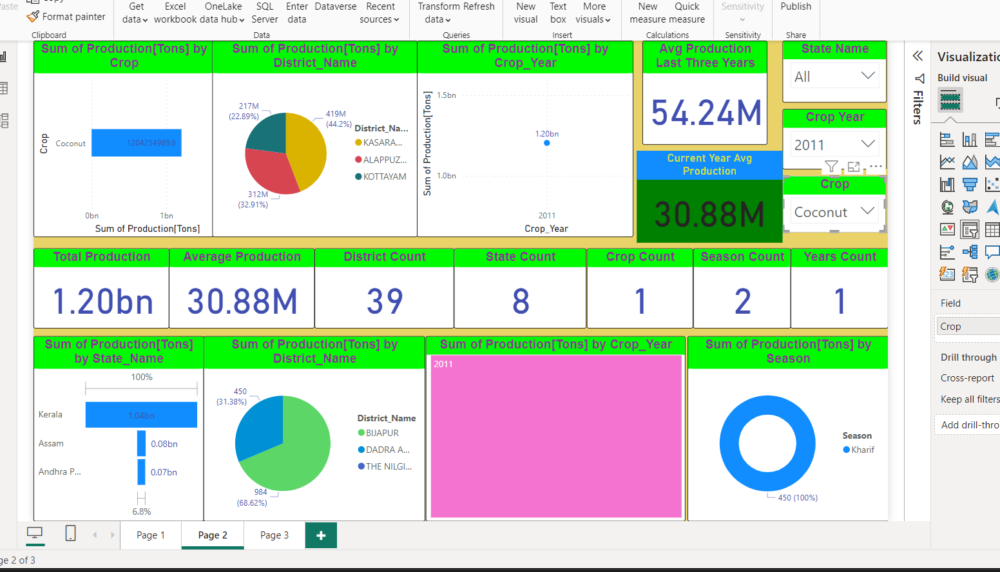 Paste
Copy
Format painter
Clipboard
Get
data
Excel
workbook
OneLake
data hub
SQL
Server
Enter
data
Dataverse
Recent
sources
Data
Transform
data
Refresh
Queries
New
visual
Text
box
More
visuals
Insert
New
measure
Quick
measure
Calculations
Sensitivity
Sensitivity
Publish
Share
Sum of Production[Tons] by
Crop
Crop
Coconut
1204254989.6
0bn
1bn
Sum of Production[Tons]
Sum of Production[Tons] by
District_Name
217M
(22.89%)
419M
(44.2%)
312M
(32.91%)
District_Na...
KASARA...
ALAPPUZ...
KOTTAYAM
Sum of Production[Tons] by
Crop_Year
Sum of Production[Tons]
1.5bn
1.20bn
1.0bn
2011
Crop_Year
Avg Production
Last Three Years
54.24M
Current Year Avg
Production
30.88M
State Name
All
Crop Year
2011
Crop
Coconut
Filters
Visualizatio
Build visual
123
Field
Crop
Drill through
Cross-report
Keep all filters
Add drill-thro
Total Production
1.20bn
Average Production
30.88M
District Count
39
State Count
8
Crop Count
1
Season Count
2
Years Count
1
Sum of Production[Tons]
by State_Name
100%
Kerala
1.04bn
Assam
0.08bn
Andhra P...
0.07bn
6.8%
Sum of Production[Tons] by
District_Name
450
(31.38%)
984
(68.62%)
District_Name
BIJAPUR
DADRA A...
THE NILGI...
Sum of Production[Tons] by Crop_Year
2011
Sum of Production[Tons] by
Season
Season
Kharif
450 (100%)
Page 1
Page 2
Page 3
ge 2 of 3